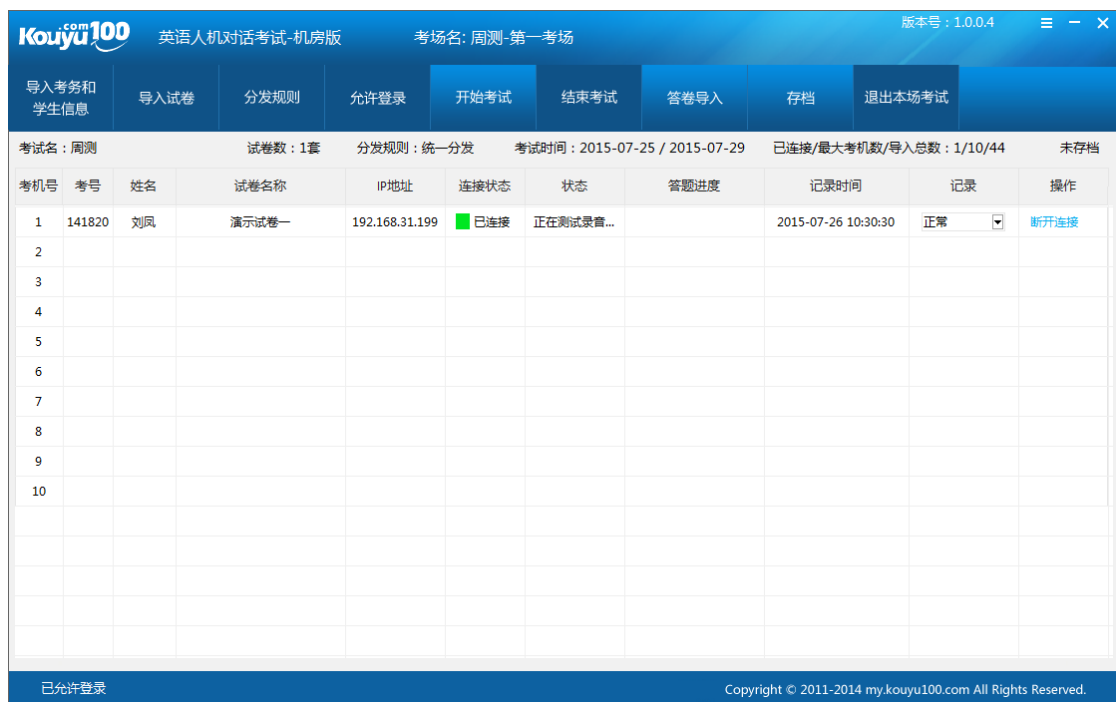 Kouyu100.com 英语人机对话考试-机房版 考场名: 周测-第一考场 版本号：1.0.0.4
导入考务和学生信息 导入试卷 分发规则 允许登录 开始考试 结束考试 答卷导入 存档 退出本场考试
考试名：周测 试卷数：1套 分发规则：统一分发 考试时间：2015-07-25 / 2015-07-29 已连接/最大考机数/导入总数：1/10/44 未存档
考机号 考号 姓名 试卷名称 IP地址 连接状态 状态 答题进度 记录时间 记录 操作
1 141820 刘凤 演示试卷一 192.168.31.199 已连接 正在测试录音... 2015-07-26 10:30:30 正常 断开连接
2
3
4
5
6
7
8
9
10
已允许登录 Copyright © 2011-2014 my.kouyu100.com All Rights Reserved.